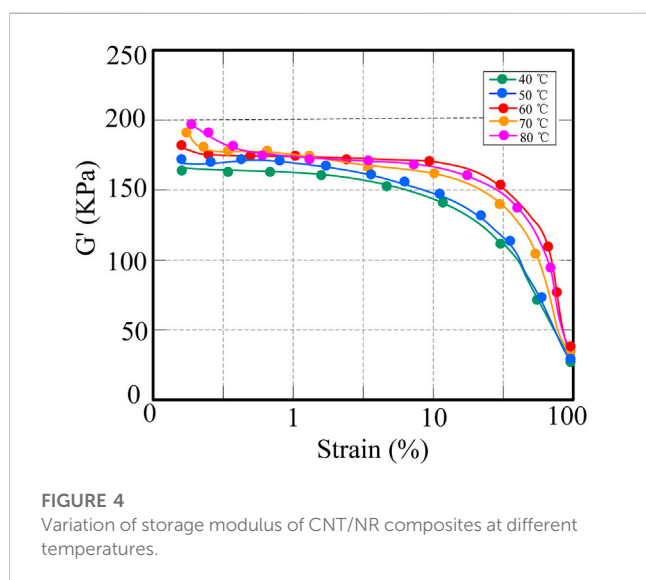 250
200
150
100
50
0
G' (KPa)
40 ℃
50 ℃
60 ℃
70 ℃
80 ℃
0 1 10 100
Strain (%)
FIGURE 4
Variation of storage modulus of CNT/NR composites at different
temperatures.